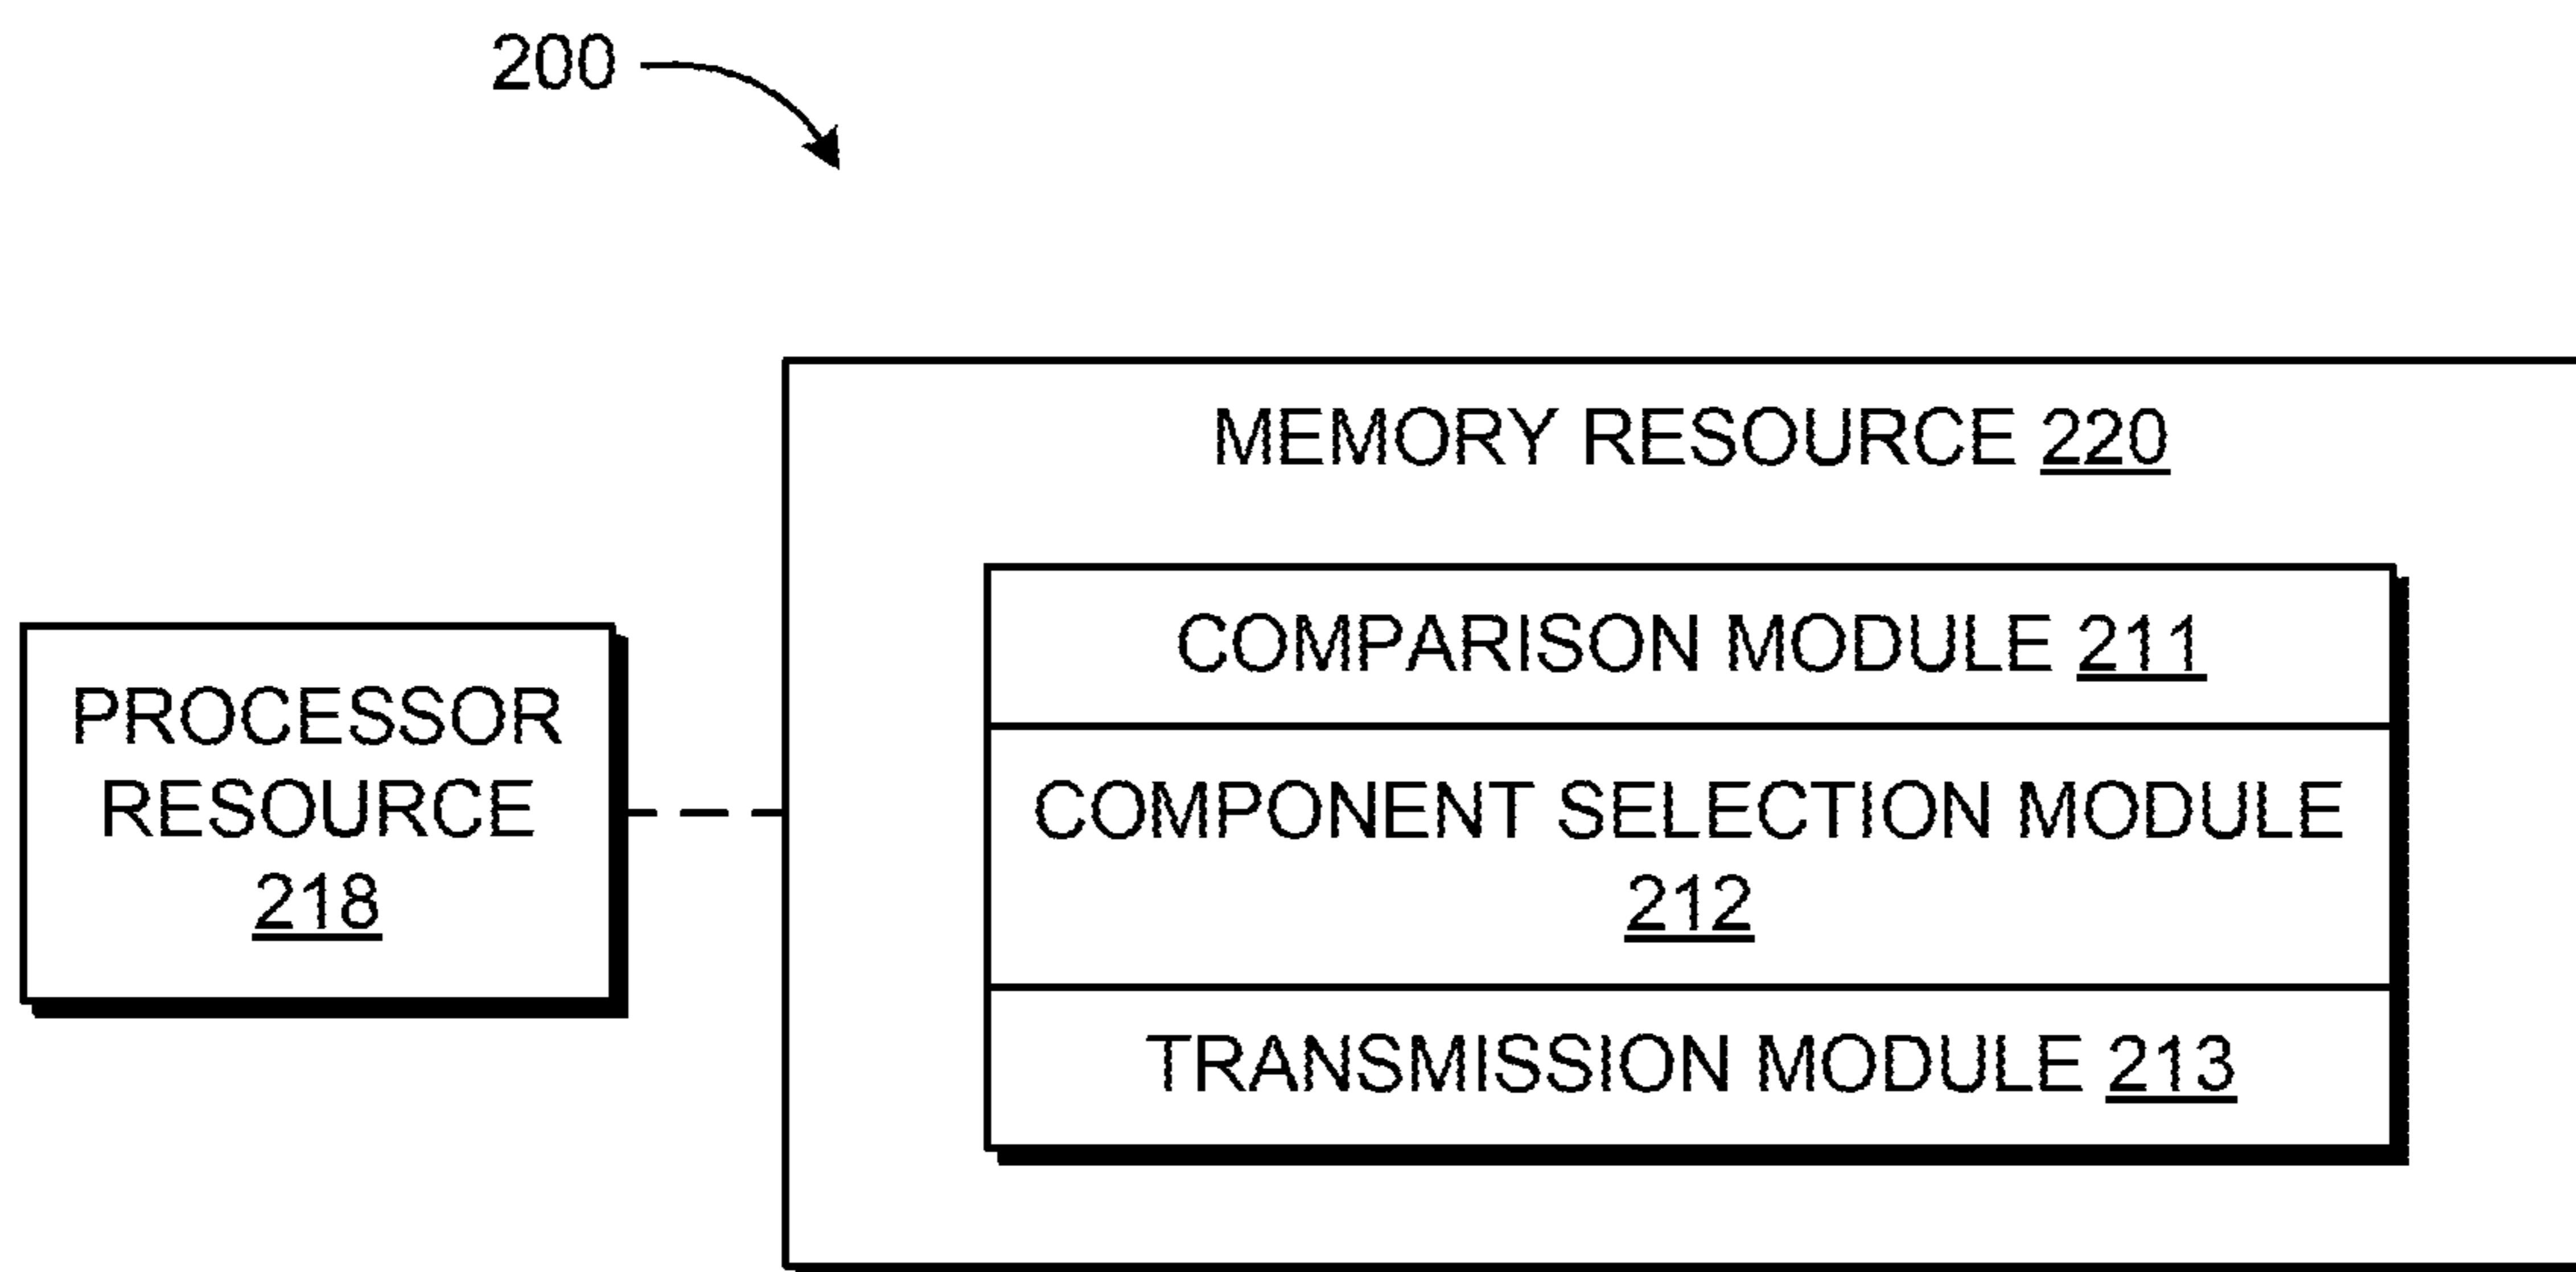 200
MEMORY RESOURCE 220
COMPARISON MODULE 211
COMPONENT SELECTION MODULE
212
TRANSMISSION MODULE 213
PROCESSOR
RESOURCE
218